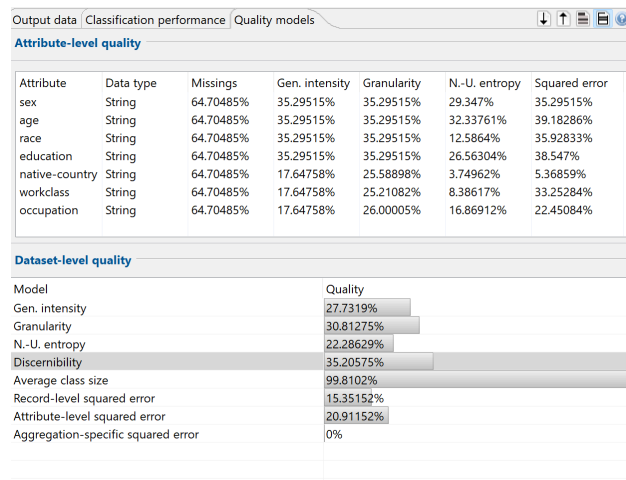 Output data Classification performance Quality models
Attribute-level quality
Attribute Data type Missings Gen. intensity Granularity N.-U. entropy Squared error
sex String 64.70485% 35.29515% 35.29515% 29.347% 35.29515%
age String 64.70485% 35.29515% 35.29515% 32.33761% 39.18286%
race String 64.70485% 35.29515% 35.29515% 12.5864% 35.92833%
education String 64.70485% 35.29515% 35.29515% 26.56304% 38.547%
native-country String 64.70485% 17.64758% 25.58898% 3.74962% 5.36859%
workclass String 64.70485% 17.64758% 25.21082% 8.38617% 33.25284%
occupation String 64.70485% 17.64758% 26.00005% 16.86912% 22.45084%
Dataset-level quality
Model Quality
Gen. intensity 27.7319%
Granularity 30.81275%
N.-U. entropy 22.28629%
Discernibility 35.20575%
Average class size 99.8102%
Record-level squared error 15.35152%
Attribute-level squared error 20.91152%
Aggregation-specific squared error 0%